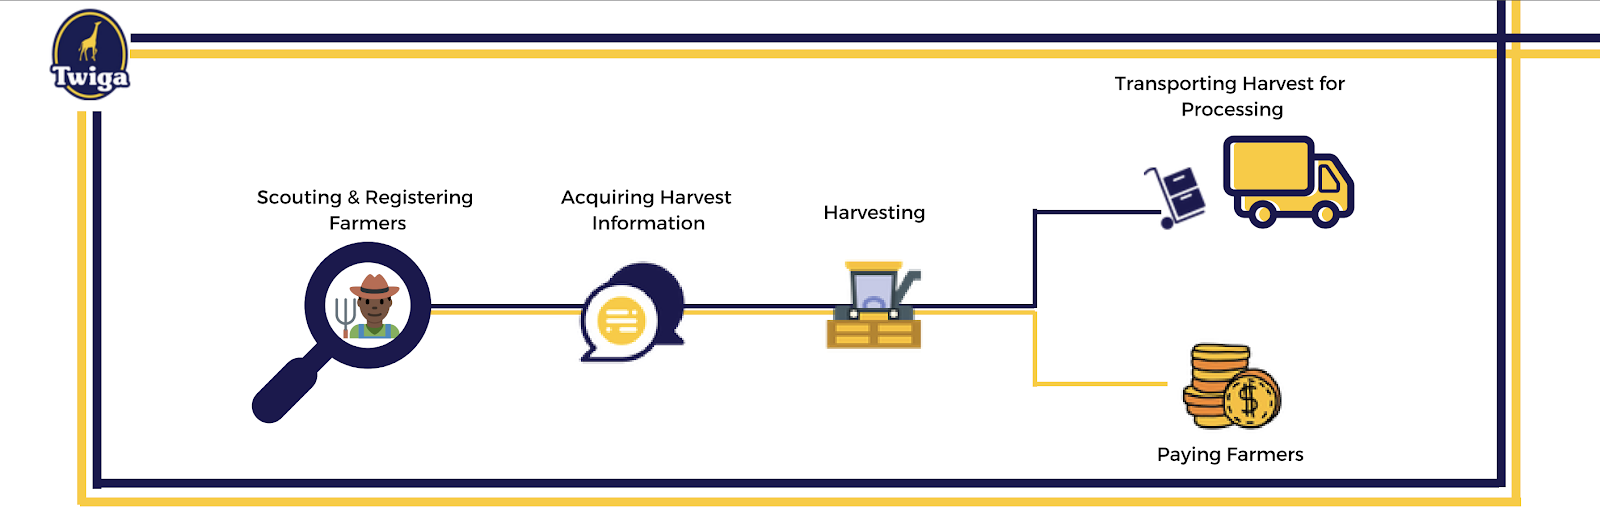 Twiga
Transporting Harvest for
Processing
Scouting & Registering
Farmers
Acquiring Harvest
Information
Harvesting
$
Paying Farmers